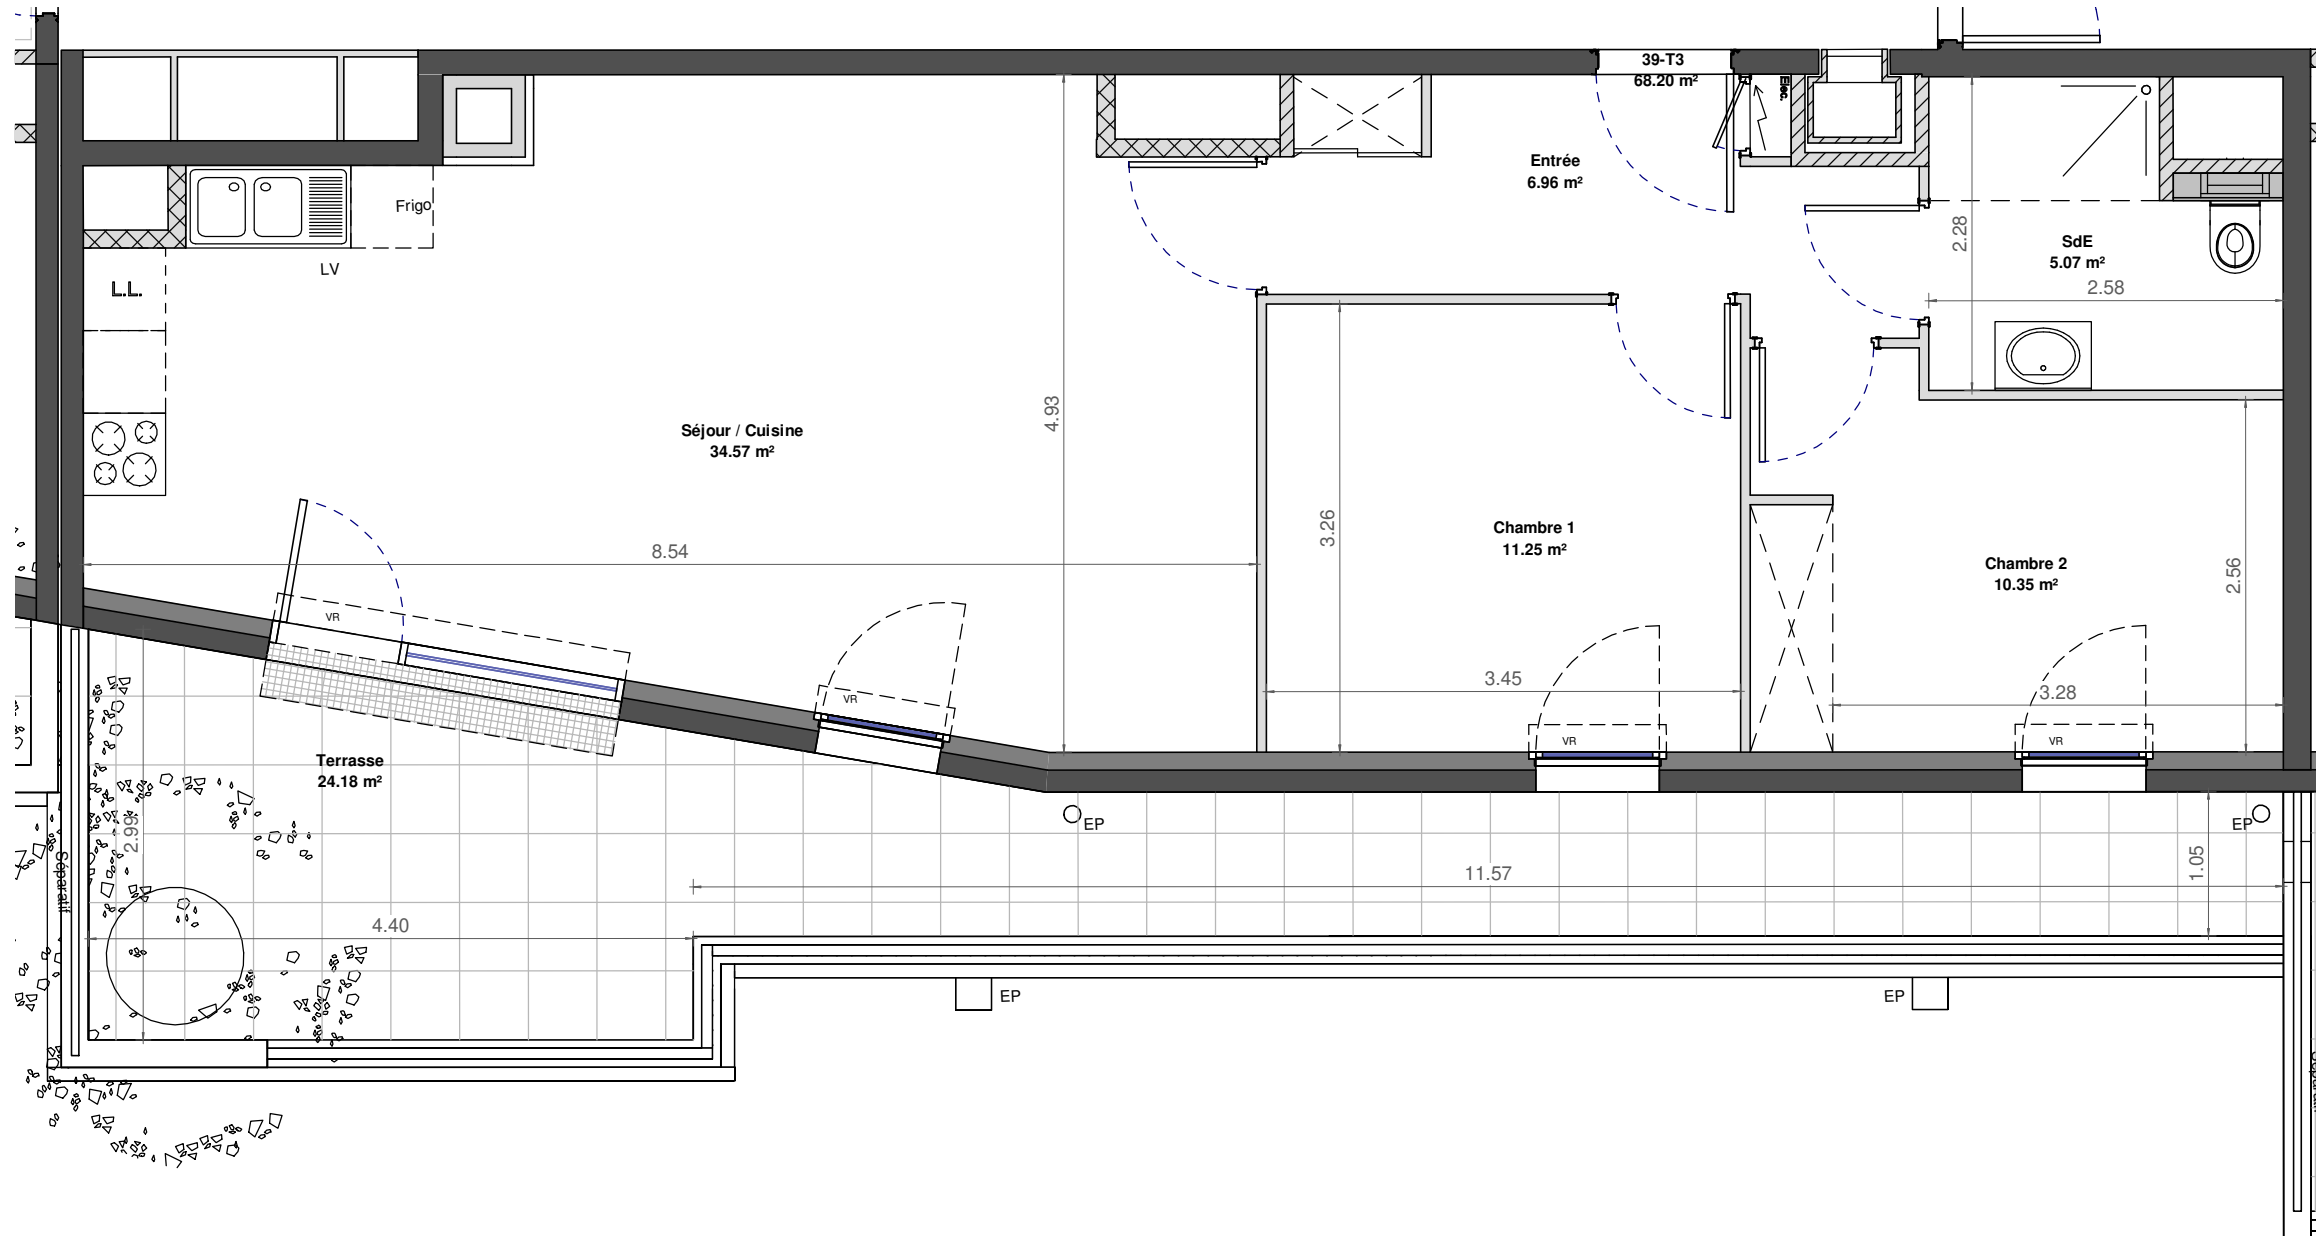 39-T3
68.20 m²
Elec.
Entrée
6.96 m²
Frigo
LV
L.L.
SdE
5.07 m²
2.28
2.58
Séjour / Cuisine
34.57 m²
4.93
8.54
3.26
Chambre 1
11.25 m²
3.45
Chambre 2
10.35 m²
2.56
3.28
VR
VR
VR
VR
Terrasse
24.18 m²
2.99
Séparatif
4.40
EP
EP
11.57
1.05
EP
EP